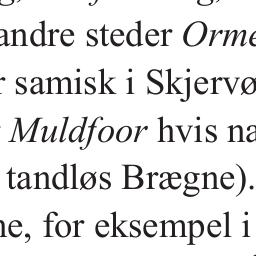 andre steder Orme
samisk i Skjervø
Muldfoor hvis na
tandløs Brægne).
ne, for eksempel i